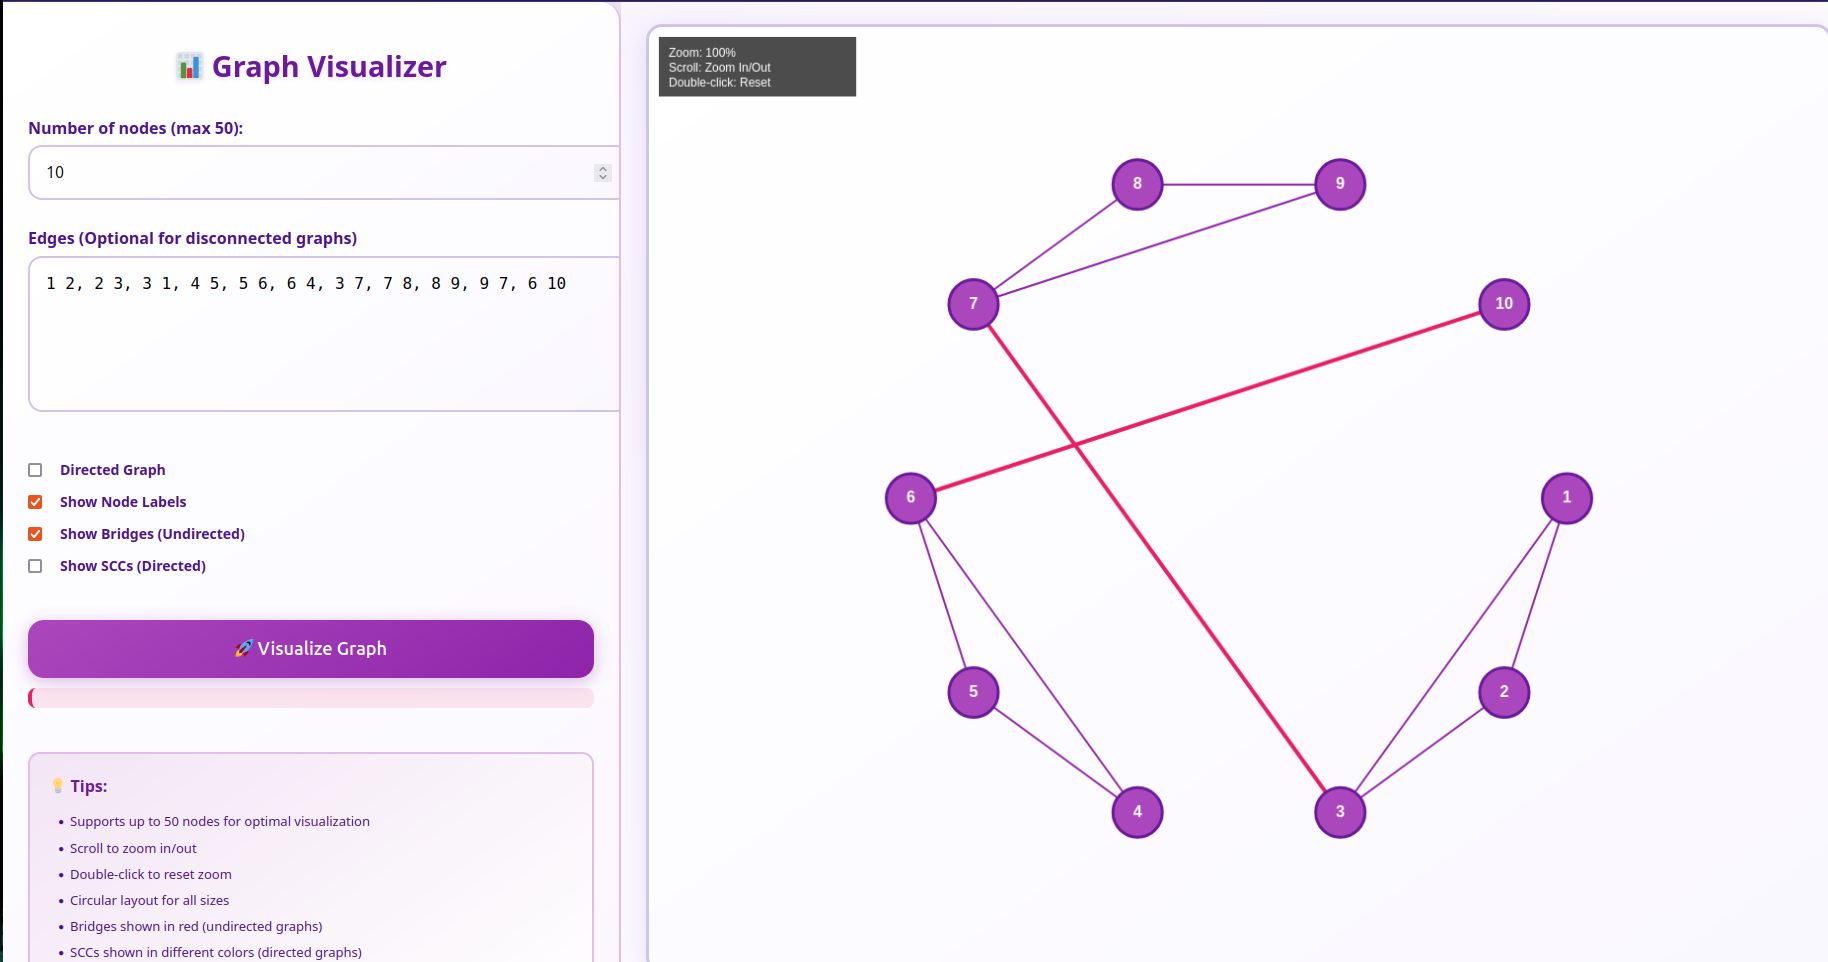 📊 Graph Visualizer
Number of nodes (max 50):
10
Edges (Optional for disconnected graphs)
1 2, 2 3, 3 1, 4 5, 5 6, 6 4, 3 7, 7 8, 8 9, 9 7, 6 10
Directed Graph
Show Node Labels
Show Bridges (Undirected)
Show SCCs (Directed)
🚀 Visualize Graph
💡 Tips:
• Supports up to 50 nodes for optimal visualization
• Scroll to zoom in/out
• Double-click to reset zoom
• Circular layout for all sizes
• Bridges shown in red (undirected graphs)
• SCCs shown in different colors (directed graphs)
Zoom: 100%
Scroll: Zoom In/Out
Double-click: Reset
8
9
7
10
6
1
5
2
4
3